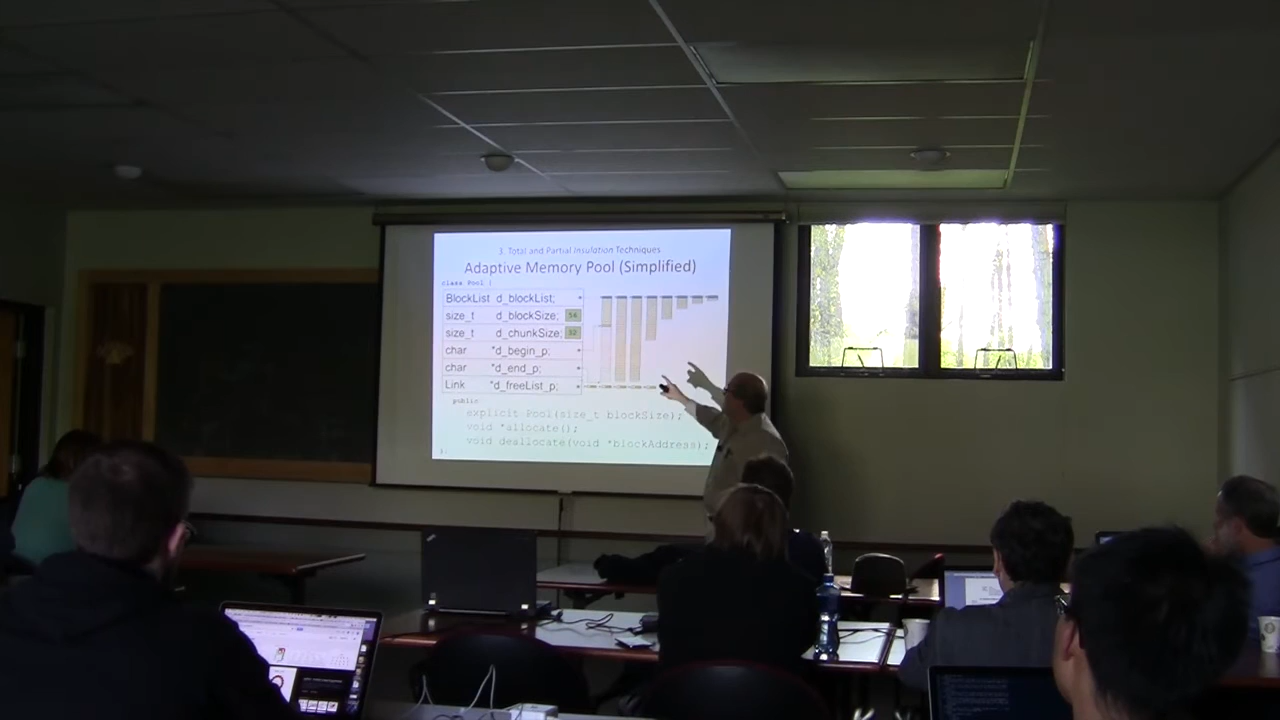 3. Total and Partial Insulation Techniques
Adaptive Memory Pool (Simplified)
class Pool {
BlockList d_blockList;
size_t d_blockSize; 56
size_t d_chunkSize; 32
char *d_begin_p;
char *d_end_p;
Link *d_freeList_p;
public:
explicit Pool(size_t blockSize);
void *allocate();
void deallocate(void *blockAddress);
};